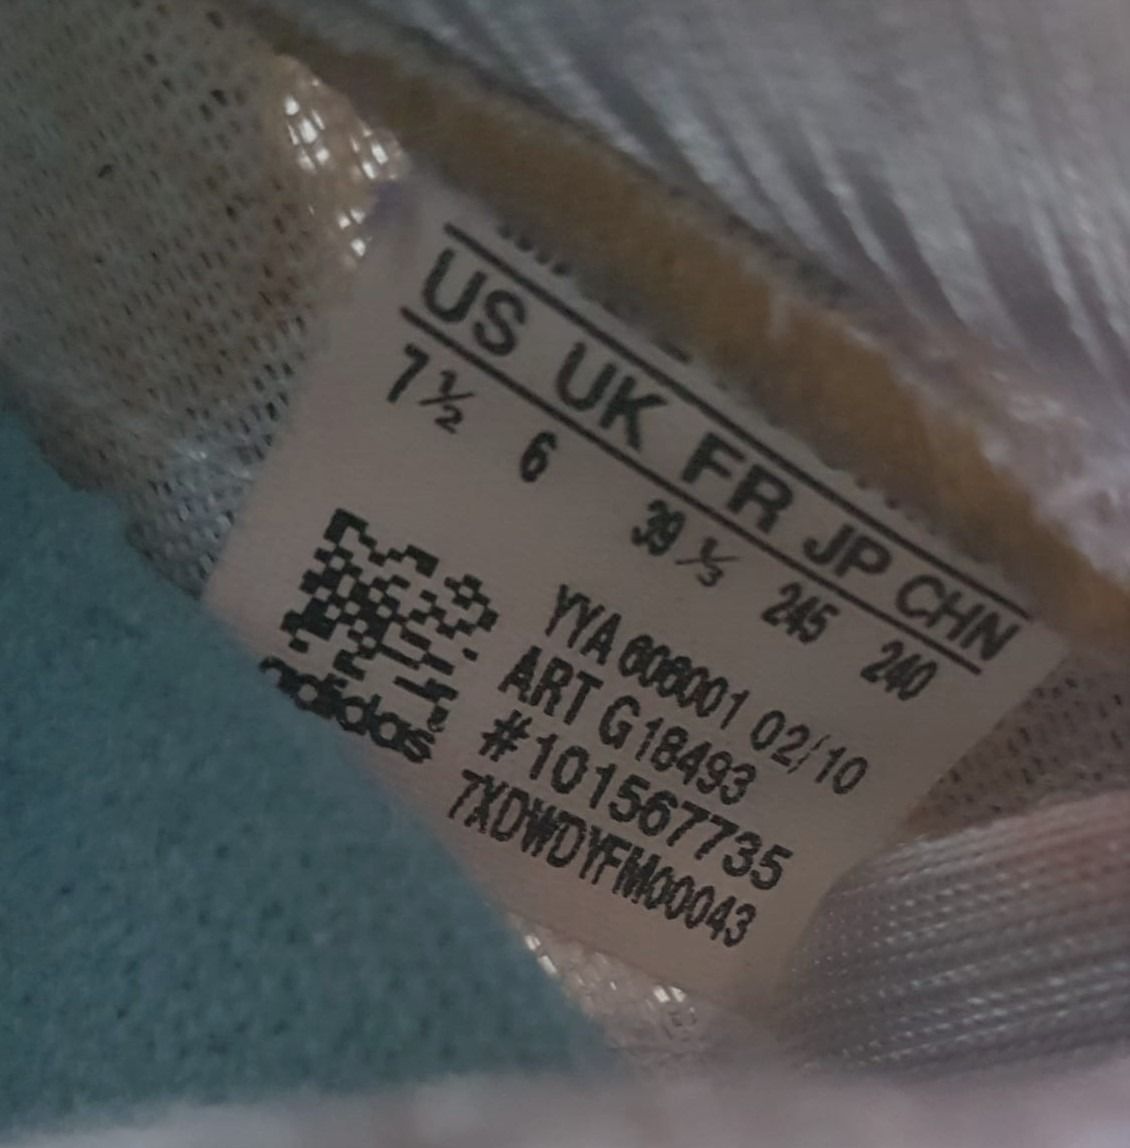 US UK FR JP CHN
7½ 6 39⅓ 245 240
YYA 606001 02/10
ART G18493
#101567735
7XDWDYFM00043
adidas